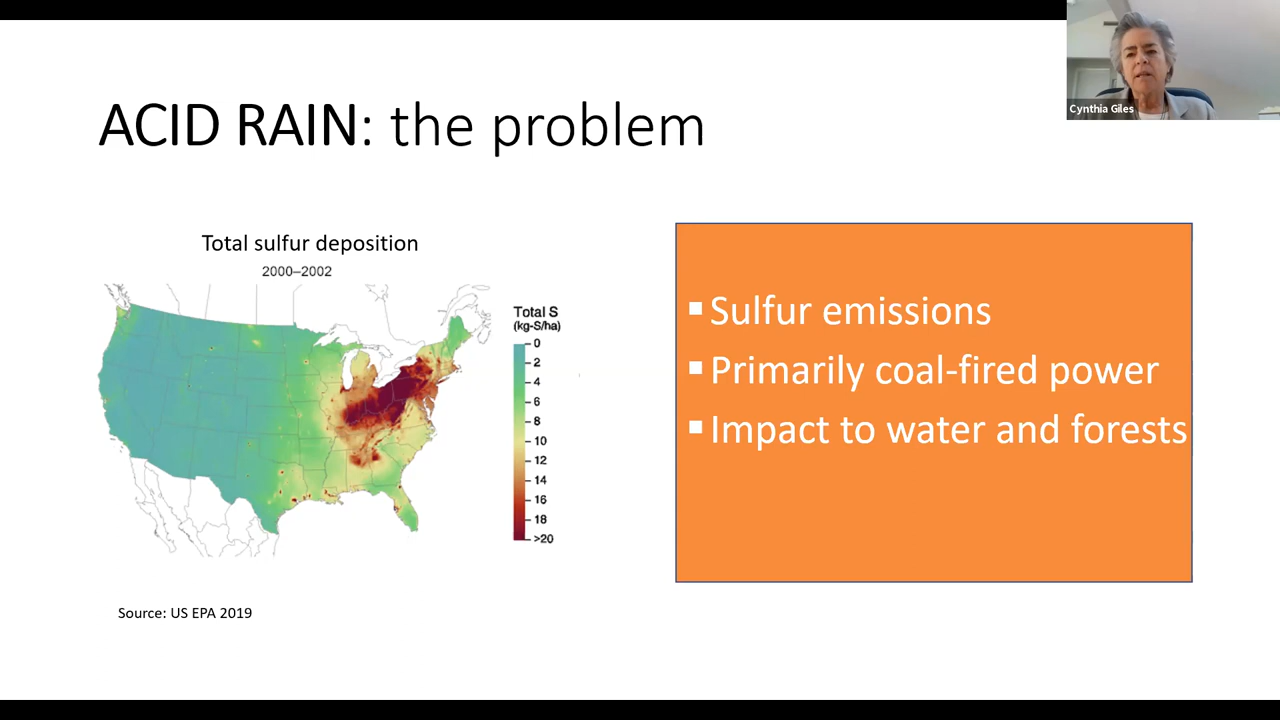 Cynthia Giles
ACID RAIN: the problem
Total sulfur deposition
2000–2002
Total S
(kg-S/ha)
0
2
4
6
8
10
12
14
16
18
>20
Source: US EPA 2019
▪ Sulfur emissions
▪ Primarily coal-fired power
▪ Impact to water and forests